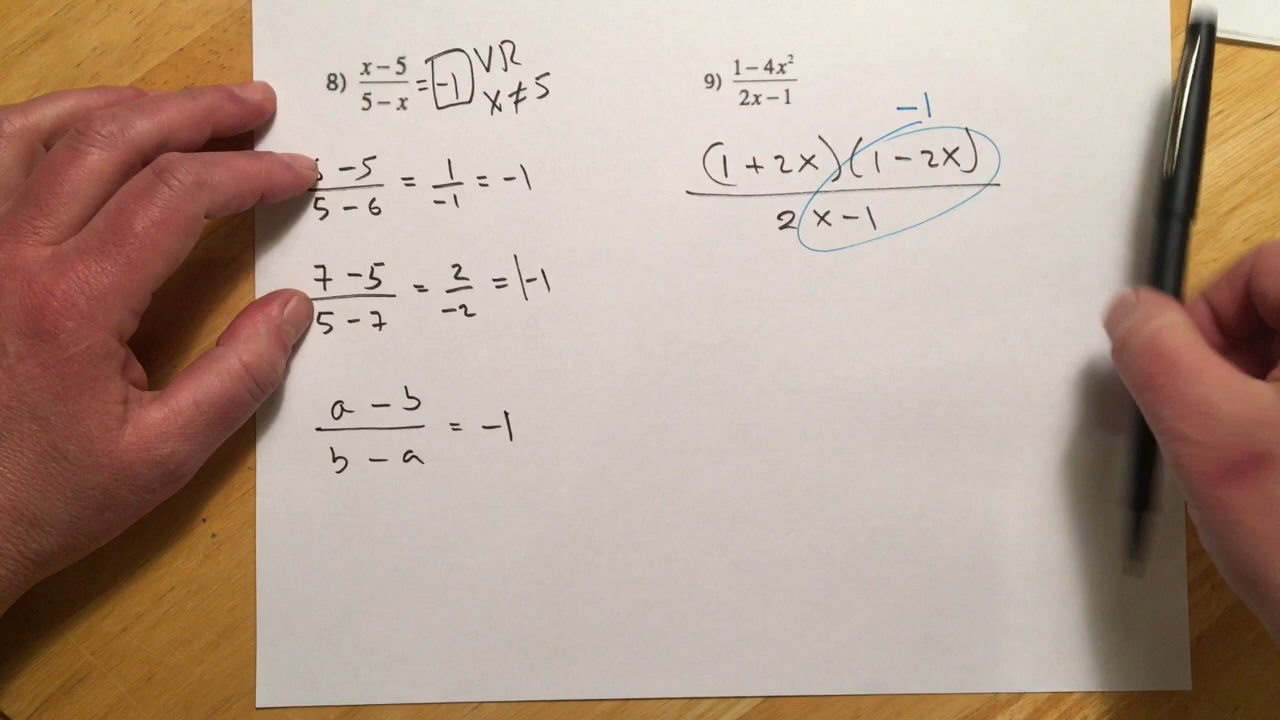 8) x-5/5-x = -1 VR x≠5
_-5/5-6 = 1/-1 = -1
7-5/5-7 = 2/-2 = -1
a-b/b-a = -1
9) 1-4x²/2x-1
-1
(1+2x)(1-2x)/2x-1